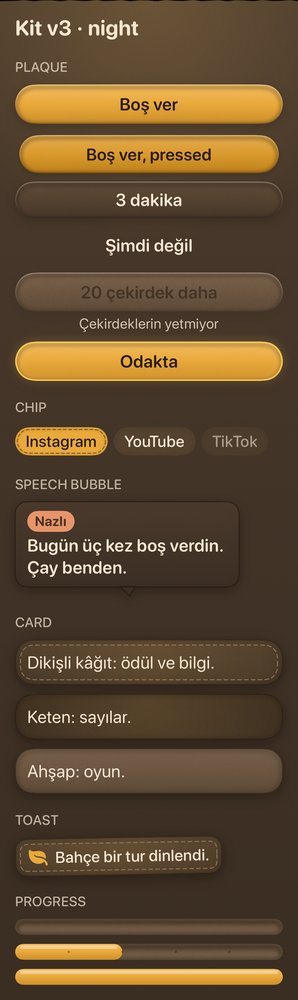 Kit v3 · night
PLAQUE
Boş ver
Boş ver, pressed
3 dakika
Şimdi değil
20 çekirdek daha
Çekirdeklerin yetmiyor
Odakta
CHIP
Instagram YouTube TikTok
SPEECH BUBBLE
Nazlı
Bugün üç kez boş verdin.
Çay benden.
CARD
Dikişli kâğıt: ödül ve bilgi.
Keten: sayılar.
Ahşap: oyun.
TOAST
Bahçe bir tur dinlendi.
PROGRESS